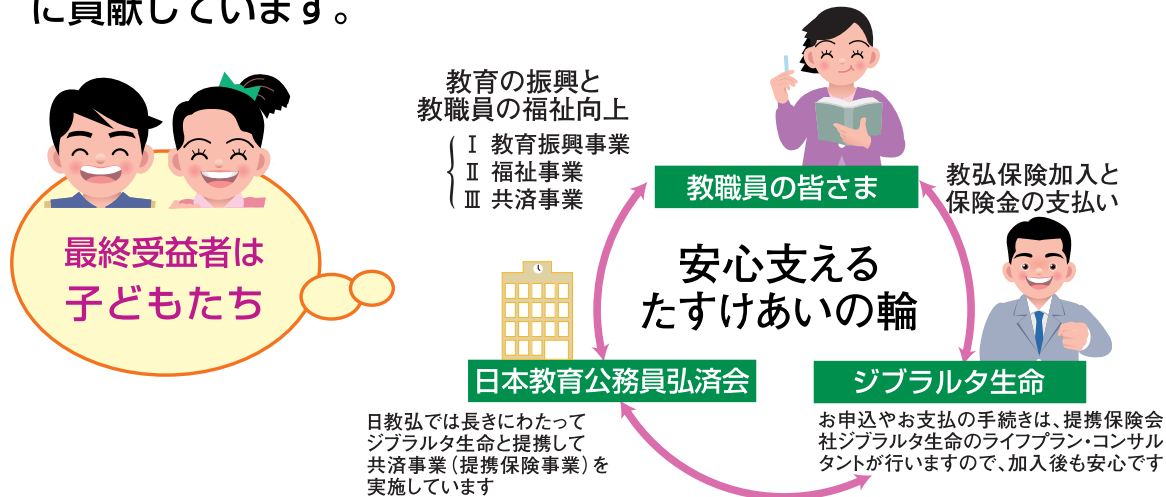 に貢献しています。
最終受益者は
子どもたち
教育の振興と
教職員の福祉向上
Ⅰ 教育振興事業
Ⅱ 福祉事業
Ⅲ 共済事業
教職員の皆さま
教弘保険加入と
保険金の支払い
安心支える
たすけあいの輪
日本教育公務員弘済会
日教弘では長きにわたって
ジブラルタ生命と提携して
共済事業(提携保険事業)を
実施しています
ジブラルタ生命
お申込やお支払の手続きは、提携保険会
社ジブラルタ生命のライフプラン・コンサル
タントが行いますので、加入後も安心です